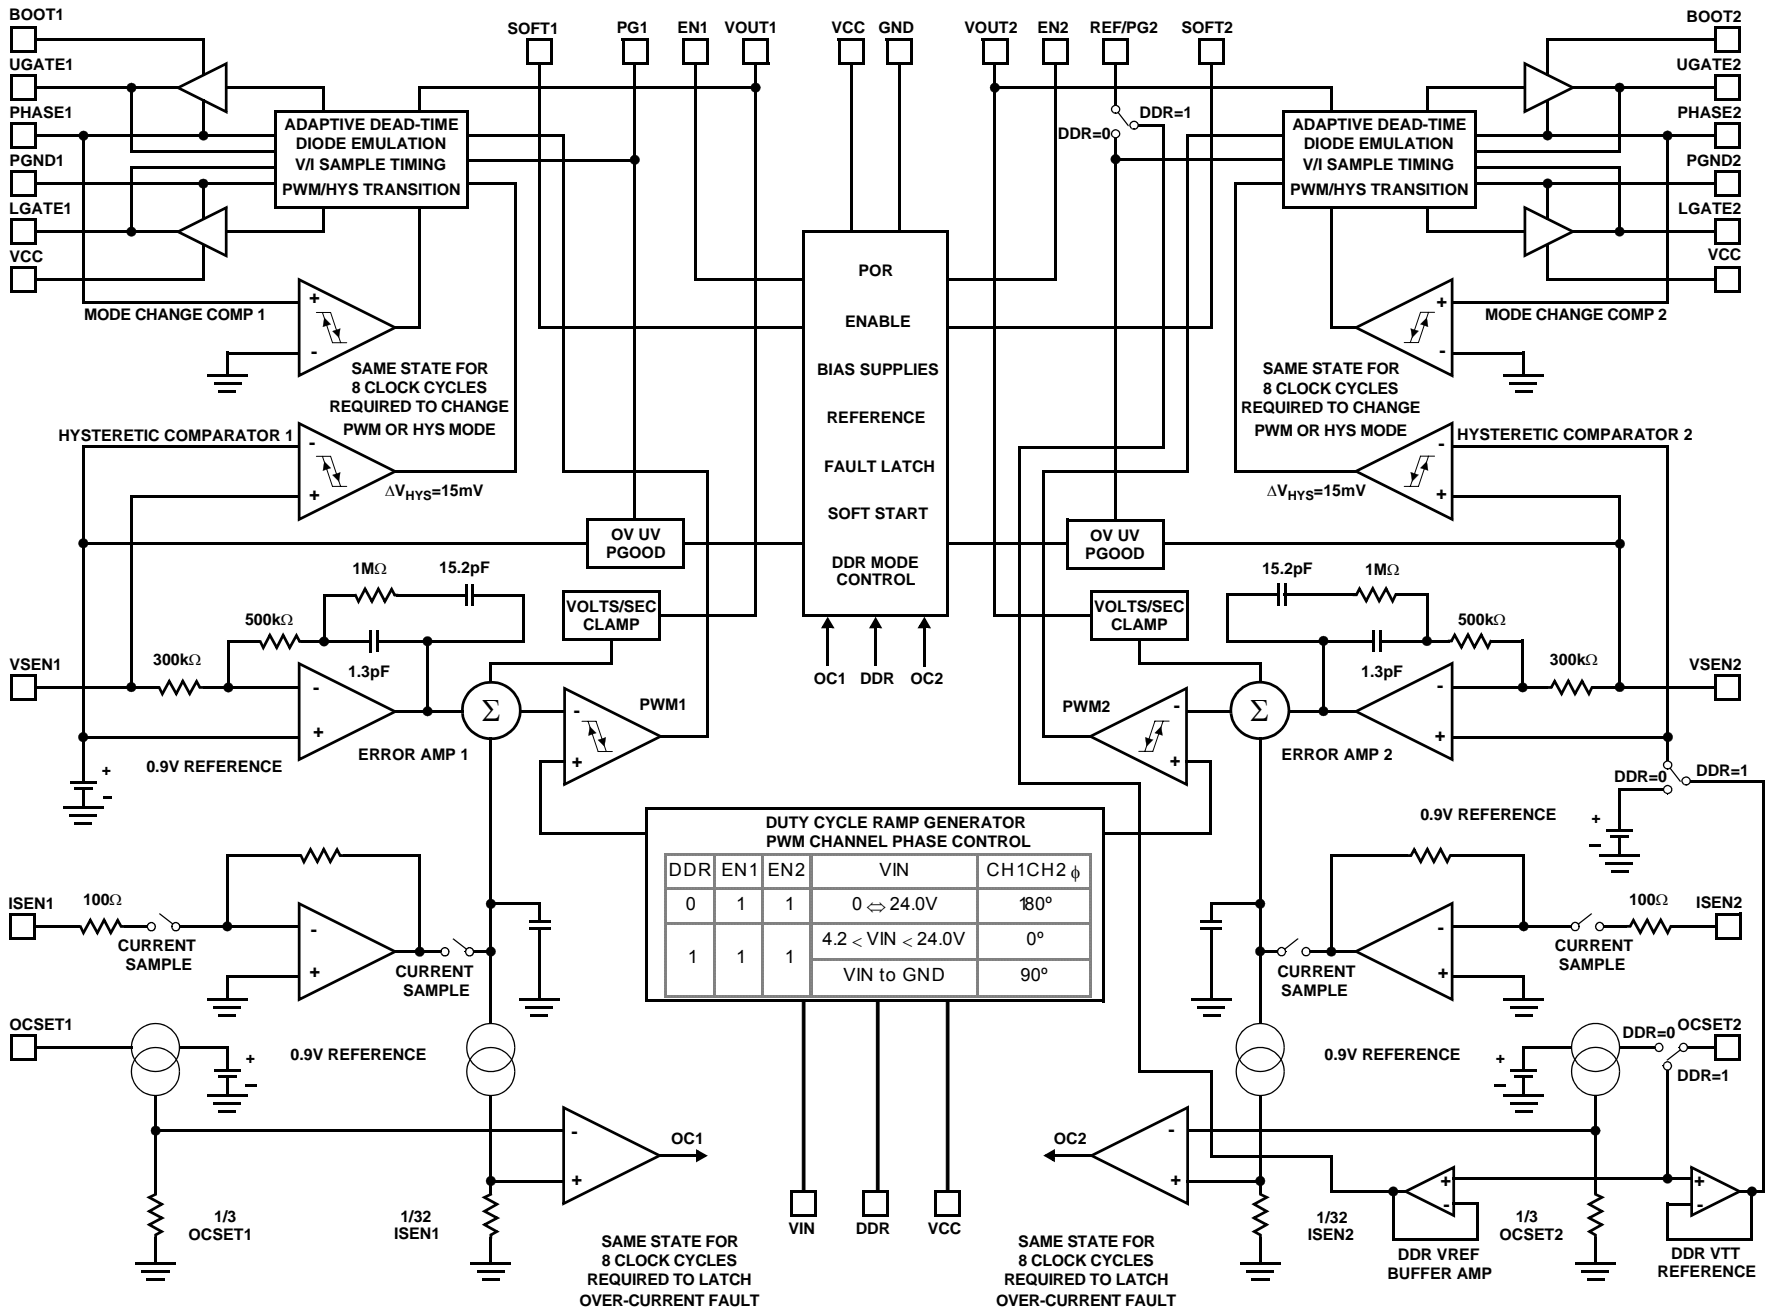 BOOT1
UGATE1
PHASE1
PGND1
LGATE1
VCC
SOFT1
PG1
EN1
VOUT1
VCC
GND
VOUT2
EN2
REF/PG2
SOFT2
BOOT2
UGATE2
PHASE2
PGND2
LGATE2
VCC
ADAPTIVE DEAD-TIME
DIODE EMULATION
V/I SAMPLE TIMING
PWM/HYS TRANSITION
DDR=1
DDR=0
ADAPTIVE DEAD-TIME
DIODE EMULATION
V/I SAMPLE TIMING
PWM/HYS TRANSITION
POR
ENABLE
BIAS SUPPLIES
REFERENCE
FAULT LATCH
SOFT START
DDR MODE
CONTROL
OC1
DDR
OC2
+
-
MODE CHANGE COMP 1
SAME STATE FOR
8 CLOCK CYCLES
REQUIRED TO CHANGE
PWM OR HYS MODE
+
-
MODE CHANGE COMP 2
SAME STATE FOR
8 CLOCK CYCLES
REQUIRED TO CHANGE
PWM OR HYS MODE
HYSTERETIC COMPARATOR 1
-
+
ΔVHYS=15mV
HYSTERETIC COMPARATOR 2
-
+
ΔVHYS=15mV
OV UV
PGOOD
OV UV
PGOOD
1MΩ
15.2pF
500kΩ
1.3pF
300kΩ
VSEN1
VOLTS/SEC
CLAMP
-
+
ERROR AMP 1
Σ
-
+
PWM1
0.9V REFERENCE
+
-
15.2pF
1MΩ
500kΩ
1.3pF
300kΩ
VSEN2
VOLTS/SEC
CLAMP
-
+
ERROR AMP 2
Σ
-
+
PWM2
DDR=0
DDR=1
0.9V REFERENCE
+
-
DUTY CYCLE RAMP GENERATOR
PWM CHANNEL PHASE CONTROL
DDR EN1 EN2 VIN CH1CH2 ϕ
0 1 1 0 ⇔ 24.0V 180º
1 1 1 4.2 < VIN < 24.0V 0º
VIN to GND 90º
ISEN1
100Ω
CURRENT
SAMPLE
-
+
CURRENT
SAMPLE
ISEN2
100Ω
CURRENT
SAMPLE
-
+
CURRENT
SAMPLE
OCSET1
+
-
0.9V REFERENCE
-
+
OC1
1/3
OCSET1
1/32
ISEN1
SAME STATE FOR
8 CLOCK CYCLES
REQUIRED TO LATCH
OVER-CURRENT FAULT
VIN
DDR
VCC
0.9V REFERENCE
+
-
DDR=0
OCSET2
DDR=1
OC2
-
+
SAME STATE FOR
8 CLOCK CYCLES
REQUIRED TO LATCH
OVER-CURRENT FAULT
1/32
ISEN2
+
-
DDR VREF
BUFFER AMP
1/3
OCSET2
+
-
DDR VTT
REFERENCE